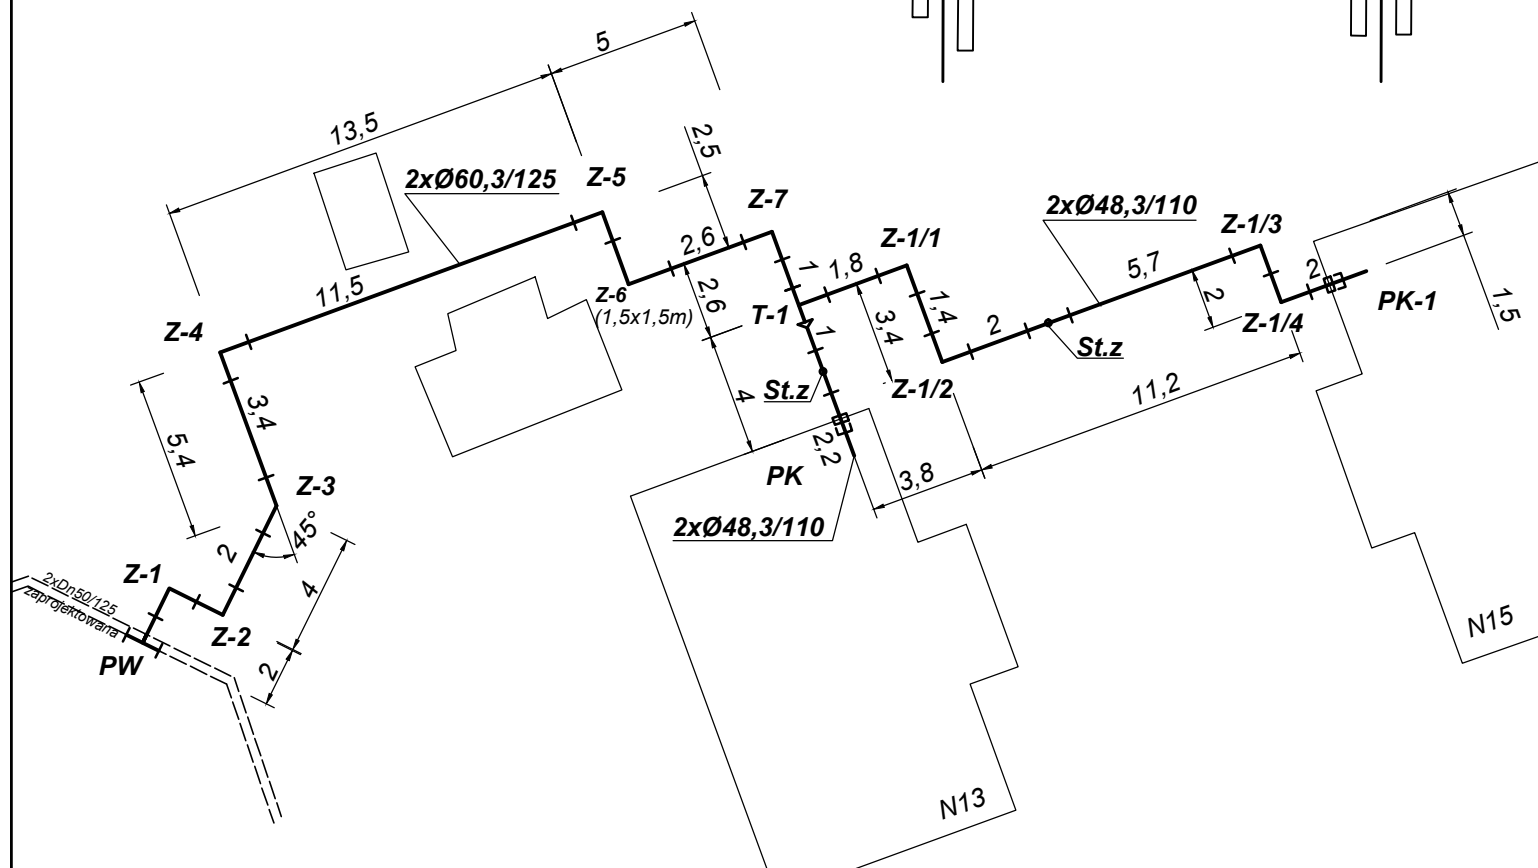 5
13,5
2,5
2xØ60,3/125
Z-5
Z-7
2xØ48,3/110
Z-1/3
Z-1/1
2,6
1
1,8
5,7
2
11,5
Z-6
(1,5x1,5m)
2,6
T-1
1,4
3,4
2
2
PK-1
1,5
Z-4
1
Z-1/4
St.z
St.z
Z-1/2
11,2
3,4
4
5,4
2,2
PK
3,8
Z-3
2xØ48,3/110
45°
2
Z-1
4
2xDn50/125
zaprojektowana
Z-2
PW
2
N15
N13